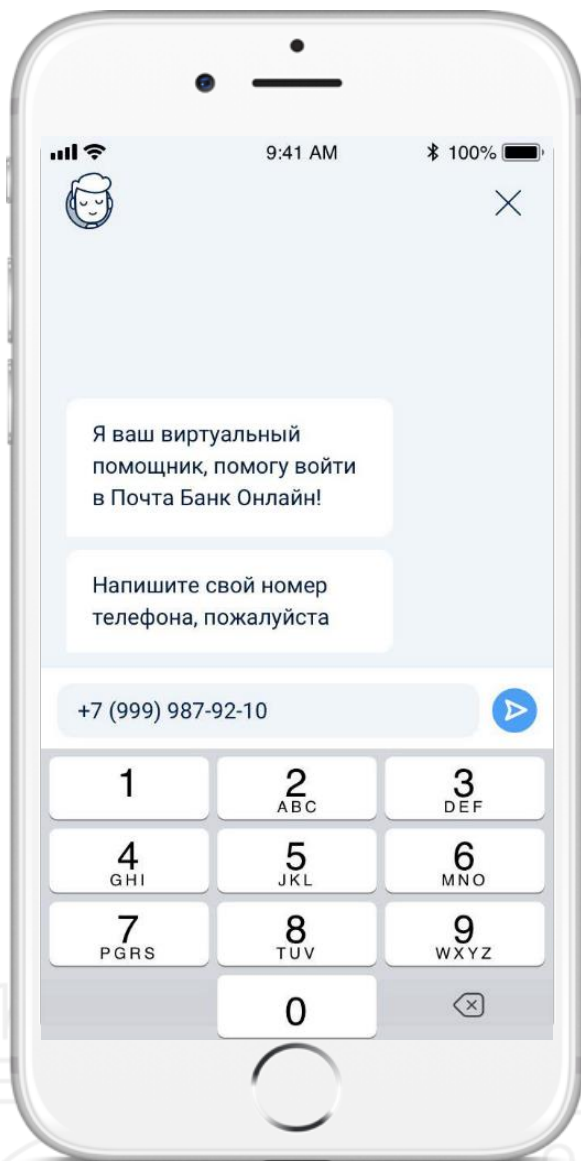 9:41 AM 100%
Я ваш виртуальный
помощник, помогу войти
в Почта Банк Онлайн!
Напишите свой номер
телефона, пожалуйста
+7 (999) 987-92-10
1 2 3
ABC DEF
4 5 6
GHI JKL MNO
7 8 9
PGRS TUV WXYZ
0